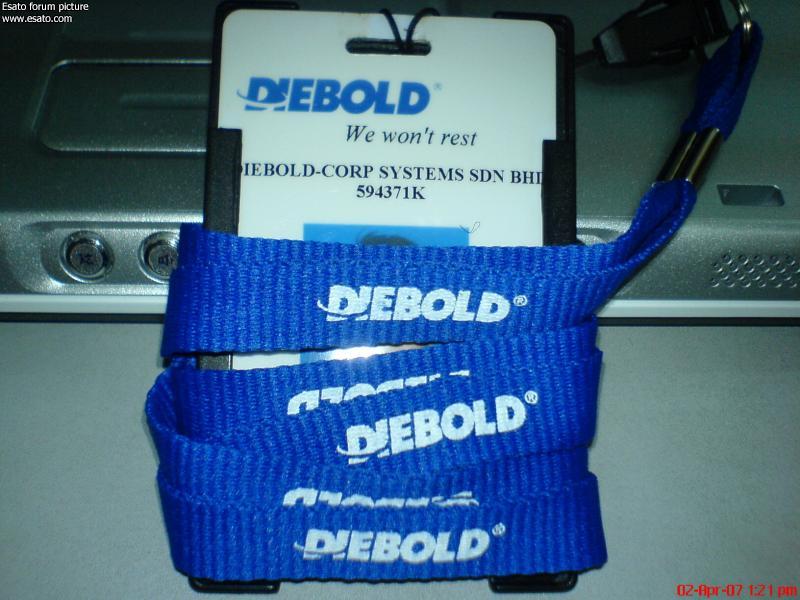 Esato forum picture
www.esato.com
DIEBOLD®
We won't rest
DIEBOLD-CORP SYSTEMS SDN BHD
594371K
DIEBOLD®
DIEBOLD®
DIEBOLD®
02-Apr-07 1:21 pm